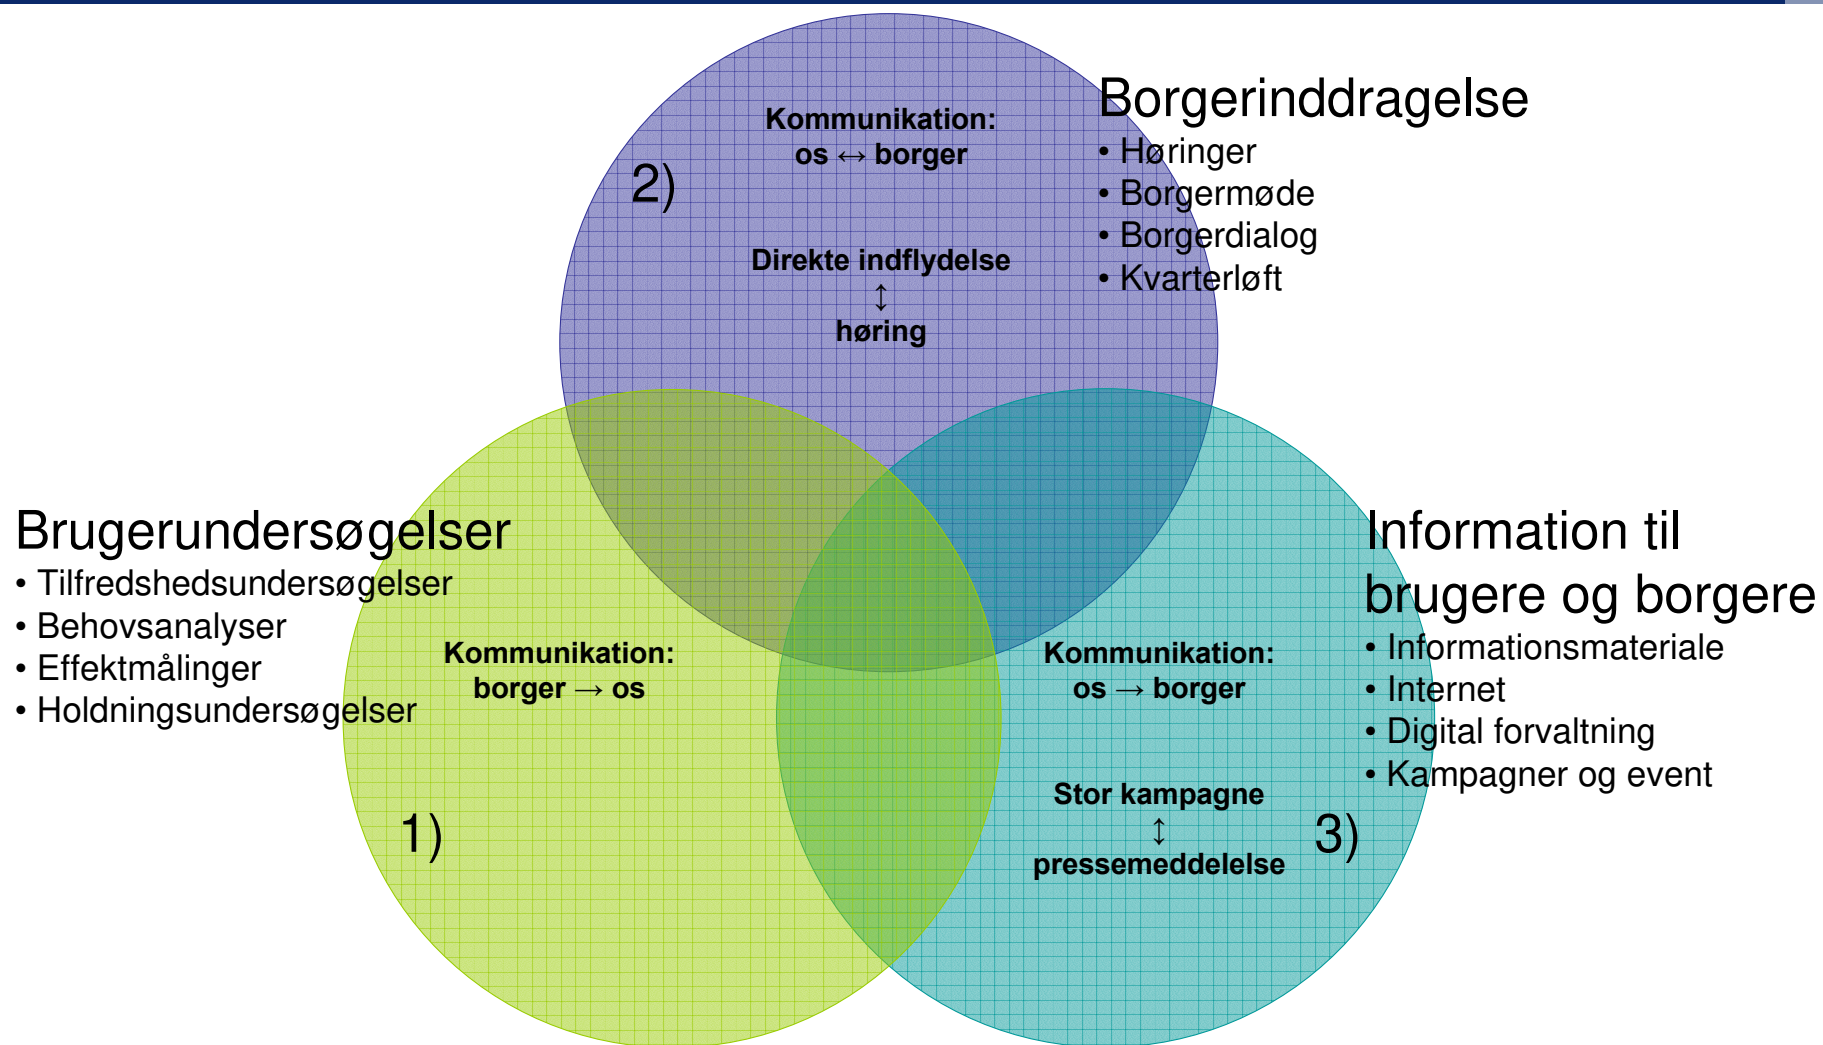 Kommunikation:
os ↔ borger
2)
Direkte indflydelse
↕
høring
Borgerinddragelse
• Høringer
• Borgermøde
• Borgerdialog
• Kvarterløft
Brugerundersøgelser
• Tilfredshedsundersøgelser
• Behovsanalyser
• Effektmålinger
• Holdningsundersøgelser
Kommunikation:
borger → os
1)
Kommunikation:
os → borger
Stor kampagne
↕
pressemeddelelse
3)
Information til
brugere og borgere
• Informationsmateriale
• Internet
• Digital forvaltning
• Kampagner og event